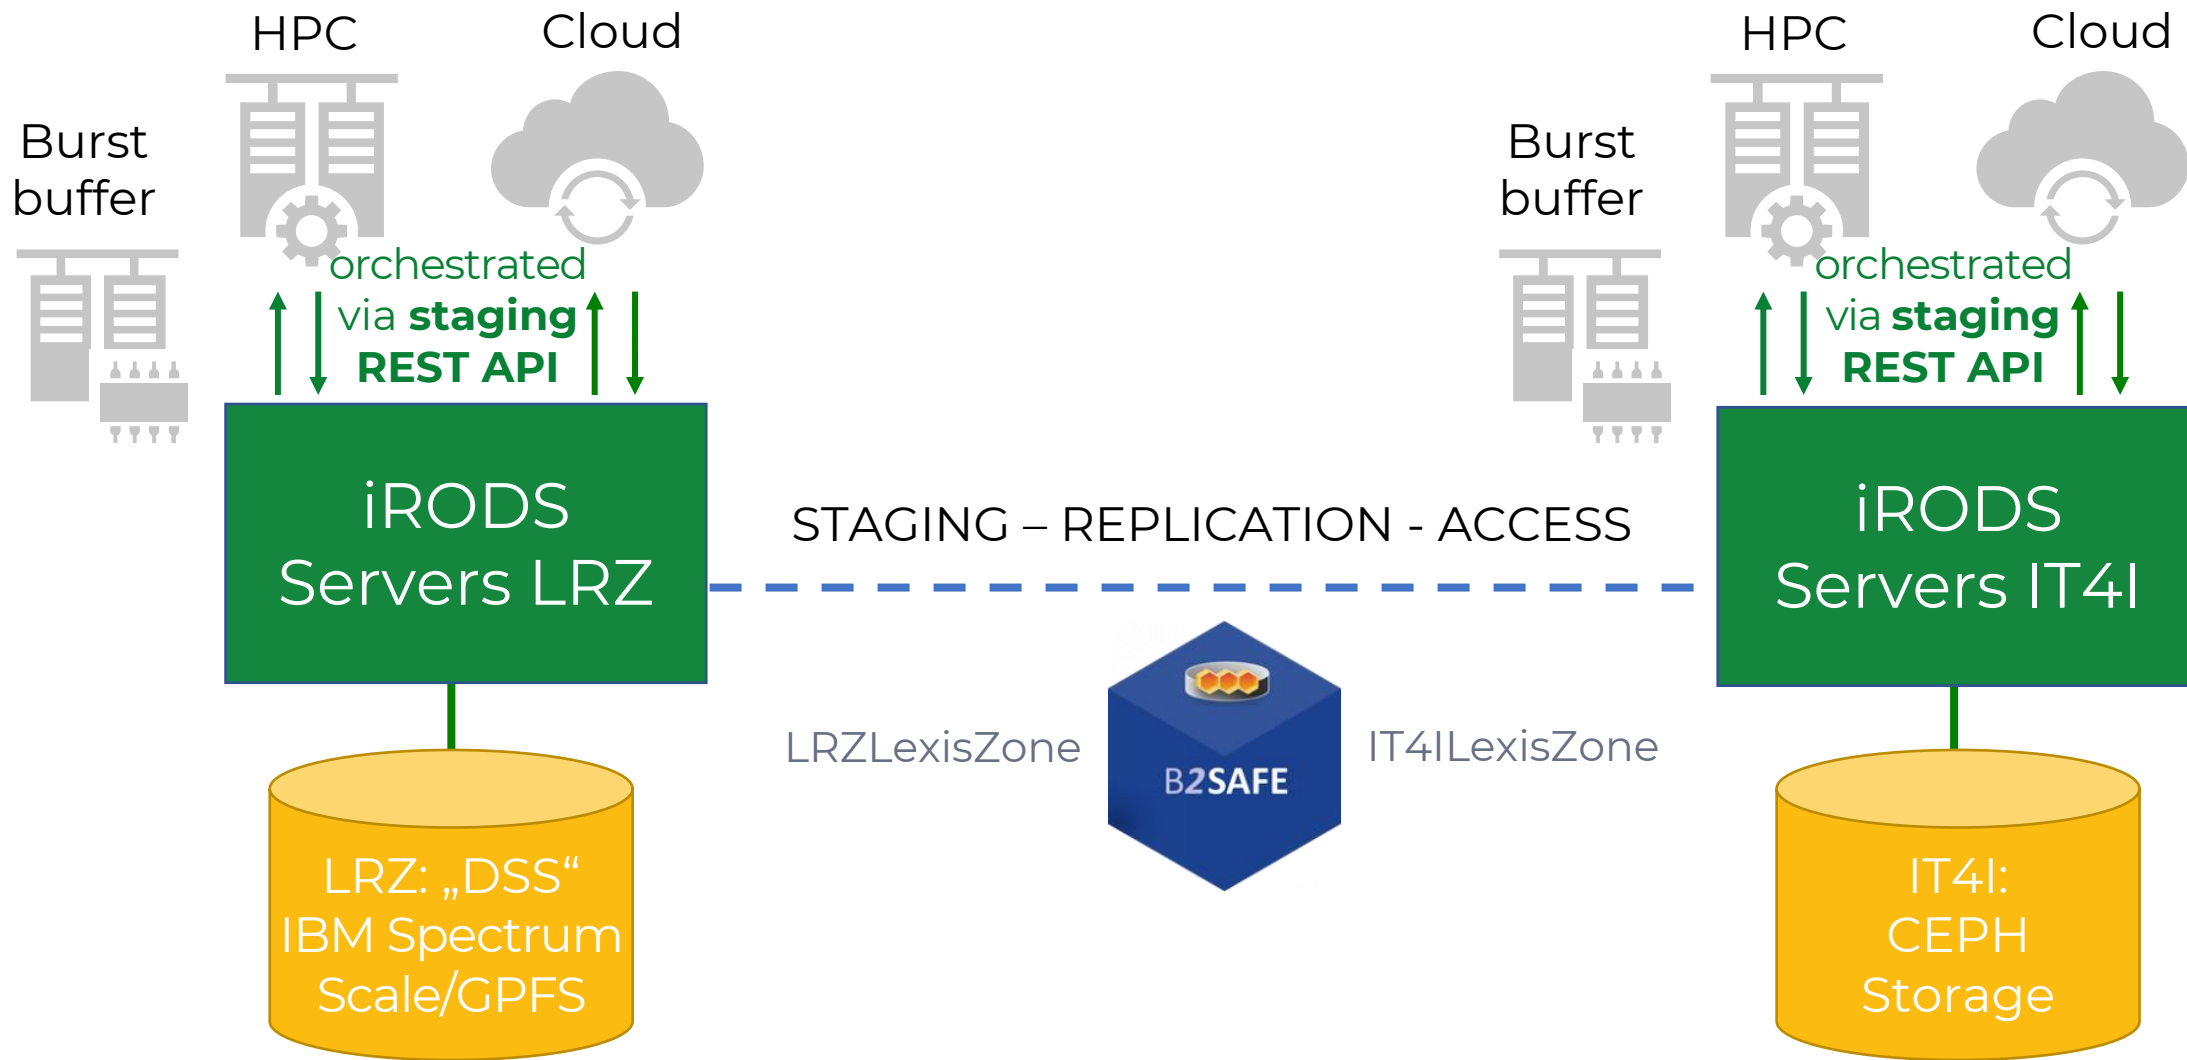 HPC
Cloud
Burst
buffer
orchestrated
via staging
REST API
iRODS
Servers LRZ
LRZ: „DSS“
IBM Spectrum
Scale/GPFS
STAGING – REPLICATION - ACCESS
LRZLexisZone
B2SAFE
IT4ILexisZone
HPC
Cloud
Burst
buffer
orchestrated
via staging
REST API
iRODS
Servers IT4I
IT4I:
CEPH
Storage